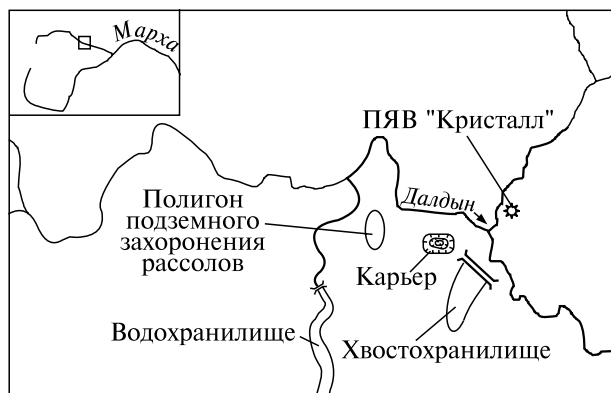 Марха
ПЯВ "Кристалл"
Полигон
подземного
захоронения
рассолов
Далдын
Карьер
Водохранилище
Хвостохранилище